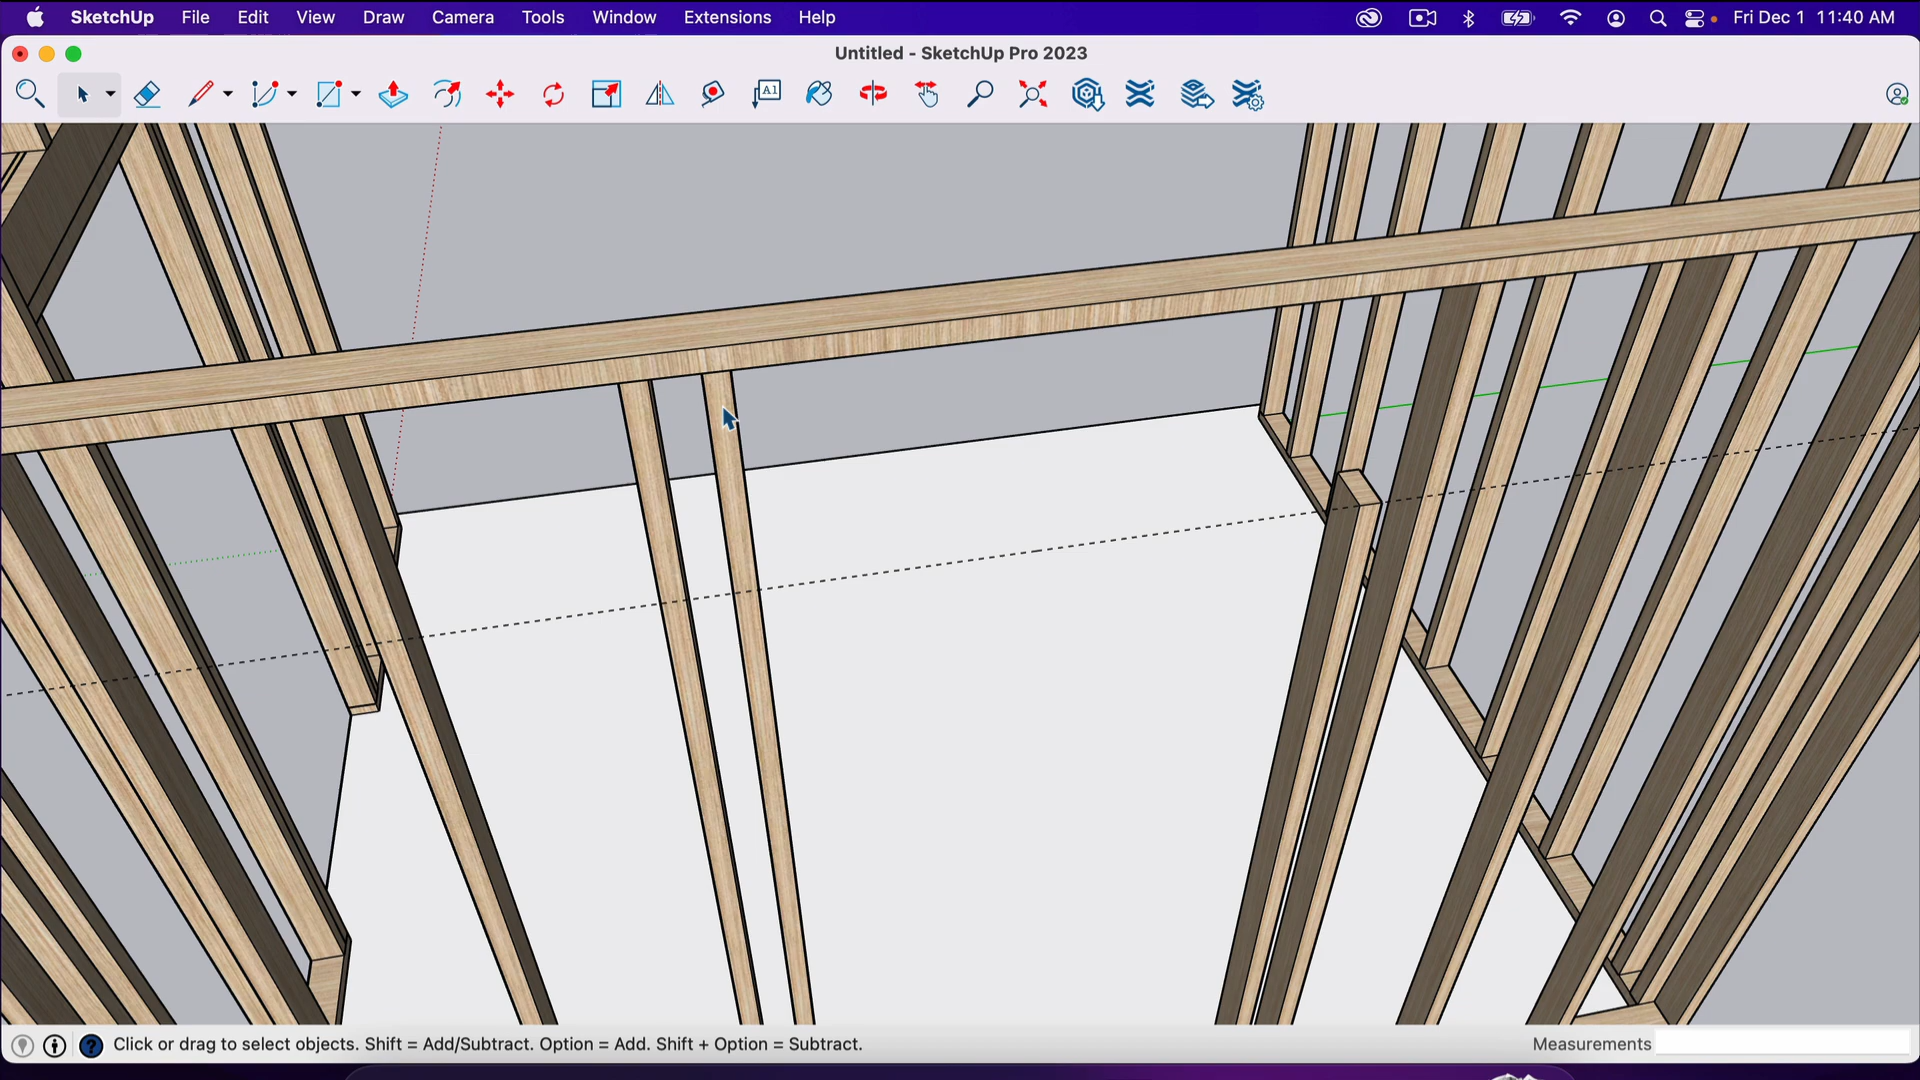 SketchUp File Edit View Draw Camera Tools Window Extensions Help Fri Dec 1 11:40 AM
Untitled - SketchUp Pro 2023
A1
Click or drag to select objects. Shift = Add/Subtract. Option = Add. Shift + Option = Subtract. Measurements